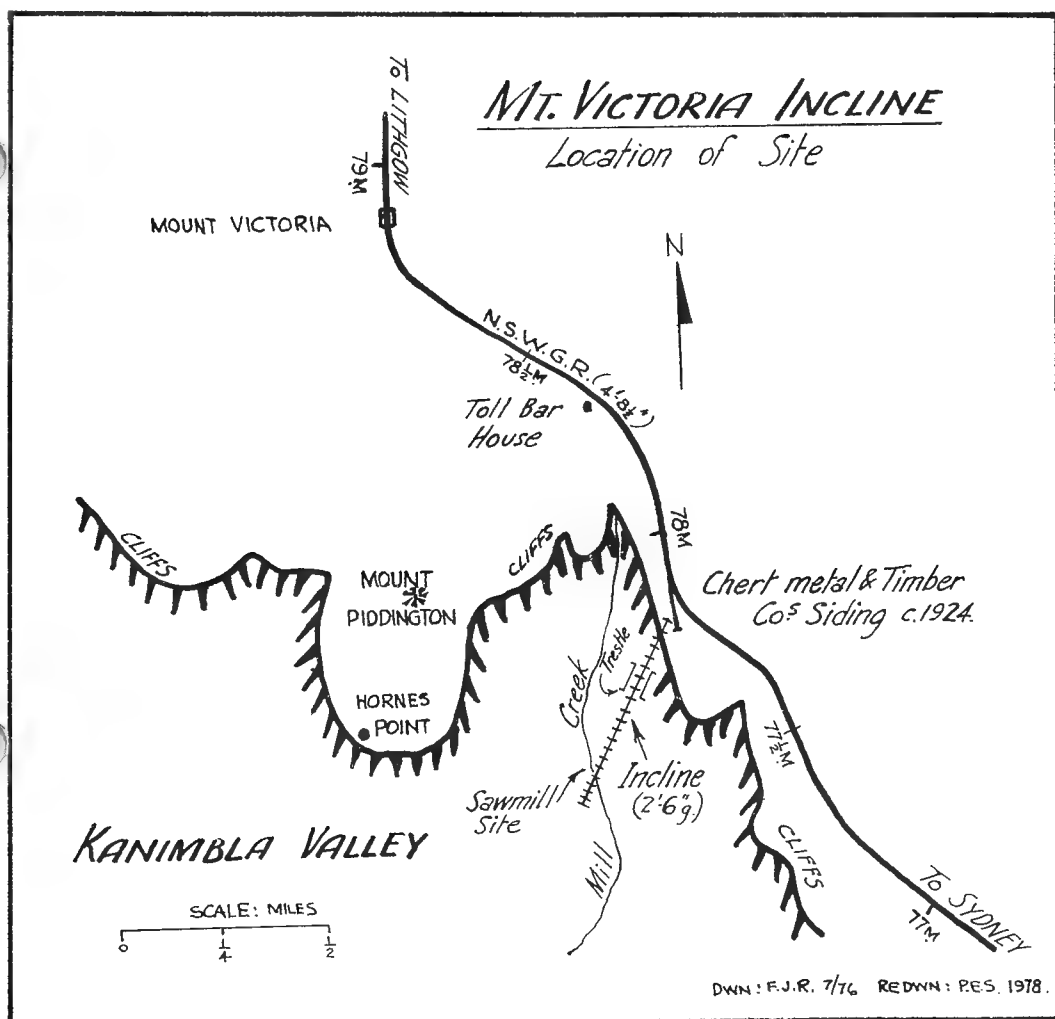 MT. VICTORIA INCLINE
Location of Site
To LITHGOW
79M
MOUNT VICTORIA
N
N.S.W.G.R. (4'8½")
78½M
Toll Bar
House
78M
CLIFFS
CLIFFS
MOUNT
PIDDINGTON
Chert metal & Timber
Cos Siding c.1924.
Trestle
HORNES
POINT
Creek
77½M
Incline
(2'6"g.)
Sawmill
Site
KANIMBLA VALLEY
Mill
CLIFFS
To SYDNEY
77M
SCALE: MILES
0 1/4 1/2
DWN: F.J.R. 7/76 REDWN: P.E.S. 1978.